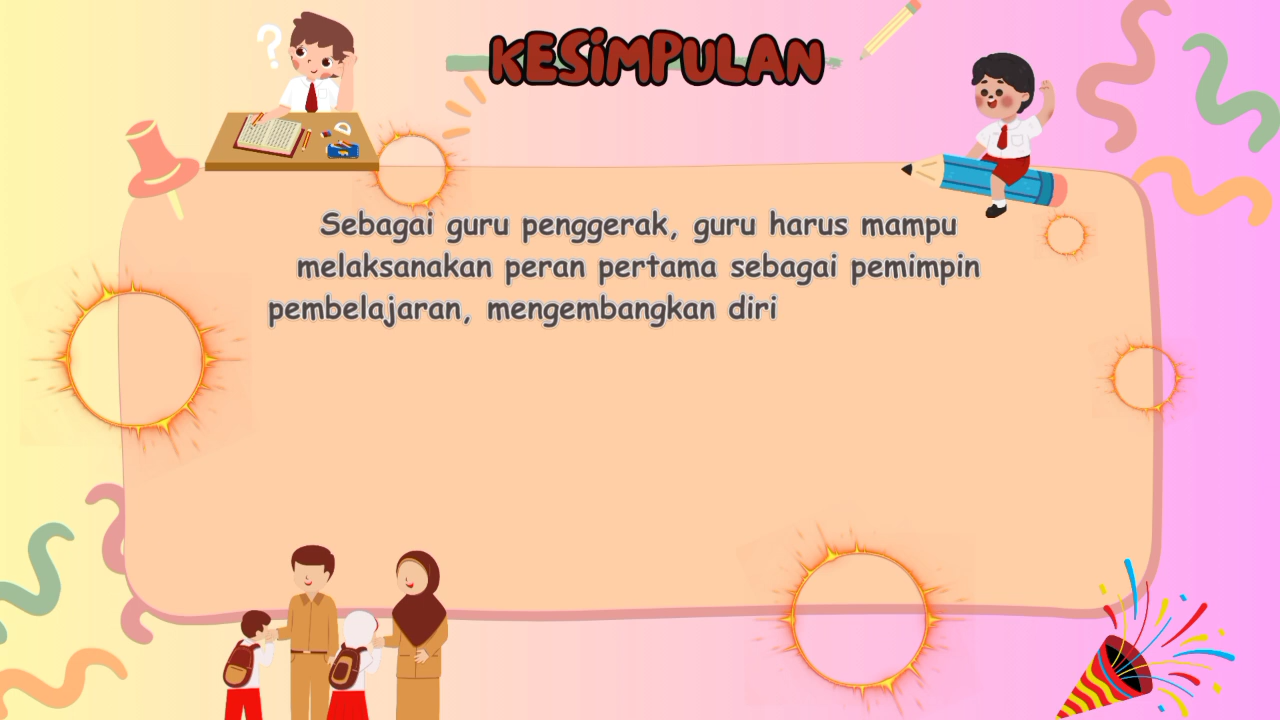 KESIMPULAN
Sebagai guru penggerak, guru harus mampu
melaksanakan peran pertama sebagai pemimpin
pembelajaran, mengembangkan diri
?